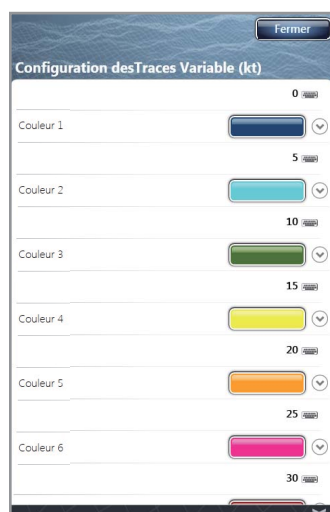 Fermer
Configuration desTraces Variable (kt)
0
Couleur 1
5
Couleur 2
10
Couleur 3
15
Couleur 4
20
Couleur 5
25
Couleur 6
30